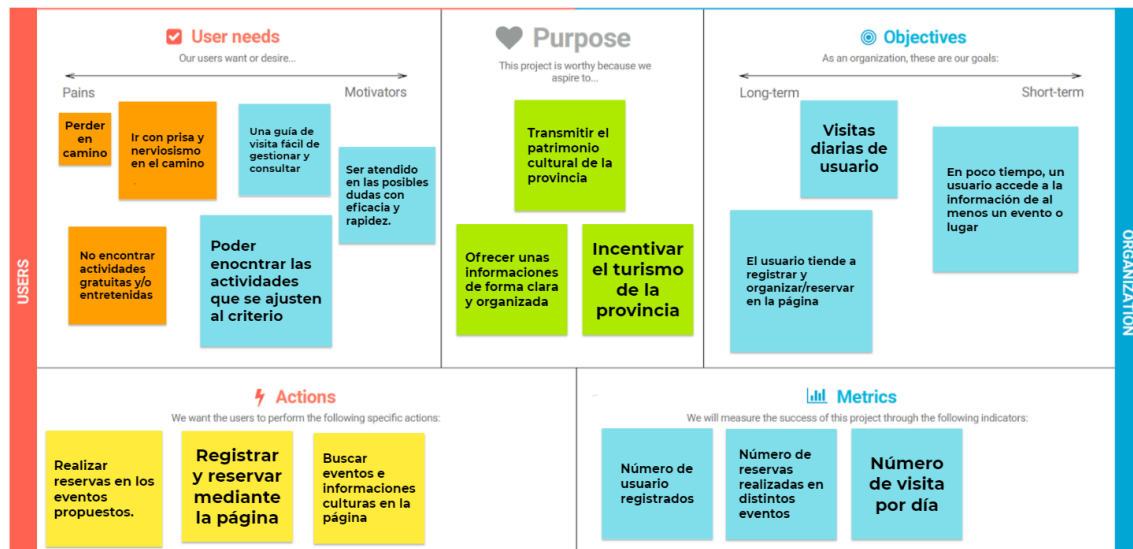 USERS
User needs
Our users want or desire...
Pains
Motivators
Perder
en
camino
Ir con prisa y
nerviosismo
en el camino
.
Una guía de
visita fácil de
gestionar y
consultar
Ser atendido
en las posibles
dudas con
eficacia y
rapidez.
No encontrar
actividades
gratuitas y/o
entretenidas
Poder
enocntrar las
actividades
que se ajusten
al criterio
Purpose
This project is worthy because we
aspire to...
Transmitir el
patrimonio
cultural de la
provincia
Ofrecer unas
informaciones
de forma clara
y organizada
Incentivar
el turismo
de la
provincia
Objectives
As an organization, these are our goals:
Long-term
Short-term
Visitas
diarias de
usuario
En poco tiempo, un
usuario accede a la
información de al
menos un evento o
lugar
El usuario tiende a
registrar y
organizar/reservar
en la página
ORGANIZATION
Actions
We want the users to perform the following specific actions:
Realizar
reservas en los
eventos
propuestos.
Registrar
y reservar
mediante
la página
Buscar
eventos e
informaciones
culturas en la
página
Metrics
We will measure the success of this project through the following indicators:
Número de
usuario
registrados
Número de
reservas
realizadas en
distintos
eventos
Número
de visita
por día